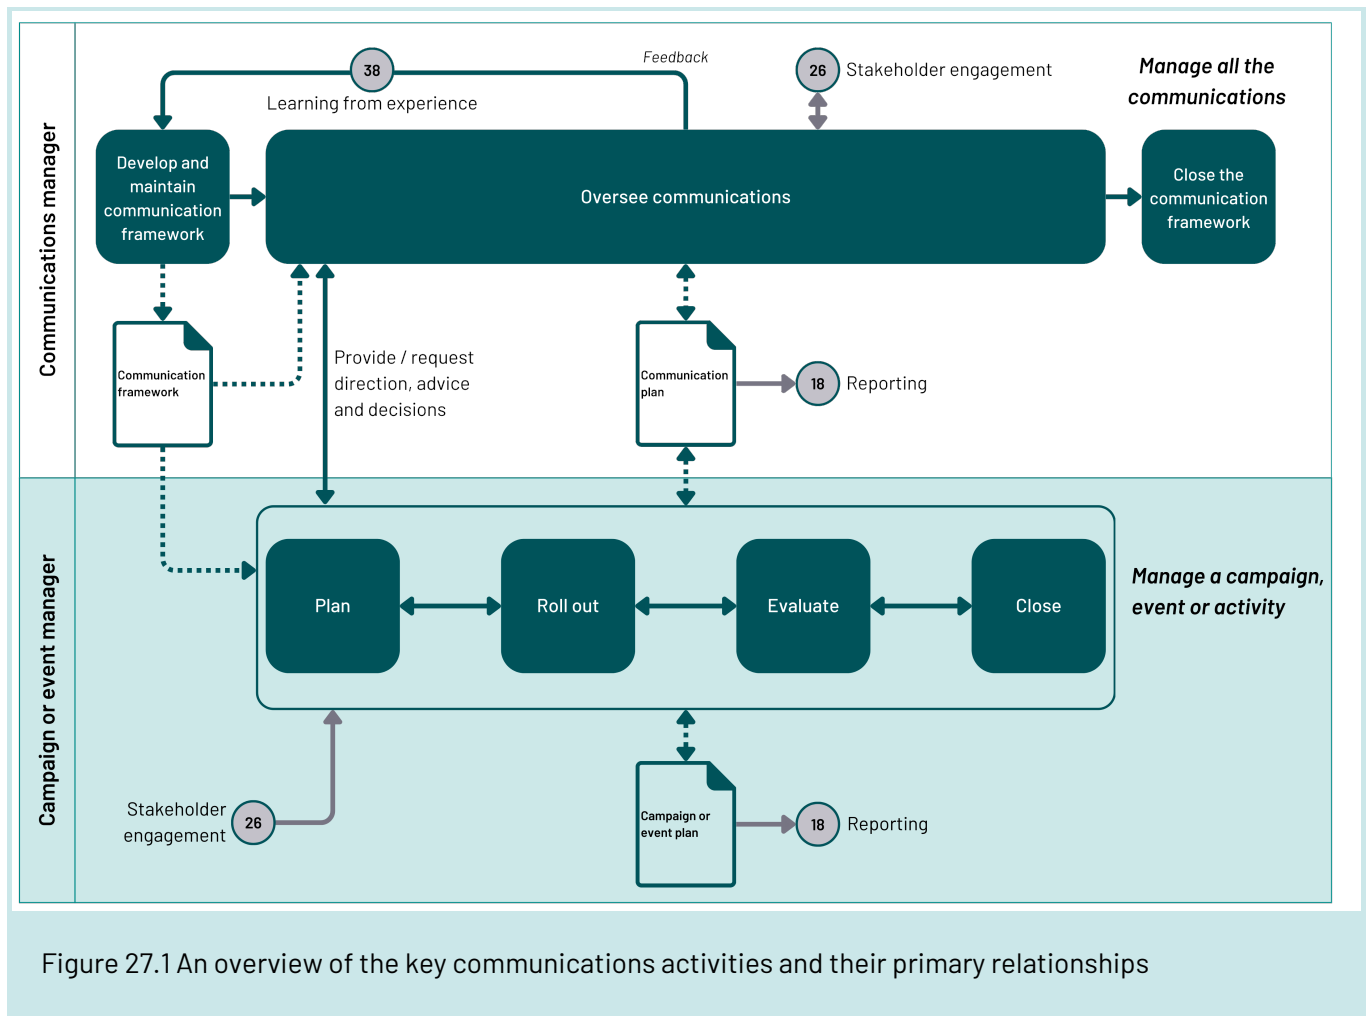 Communications manager
38
Feedback
Learning from experience
26
Stakeholder engagement
Manage all the
communications
Develop and
maintain
communication
framework
Oversee communications
Close the
communication
framework
Communication
framework
Provide / request
direction, advice
and decisions
Communication
plan
18
Reporting
Campaign or event manager
Plan
Roll out
Evaluate
Close
Manage a campaign,
event or activity
Stakeholder
engagement
26
Campaign or
event plan
18
Reporting
Figure 27.1 An overview of the key communications activities and their primary relationships